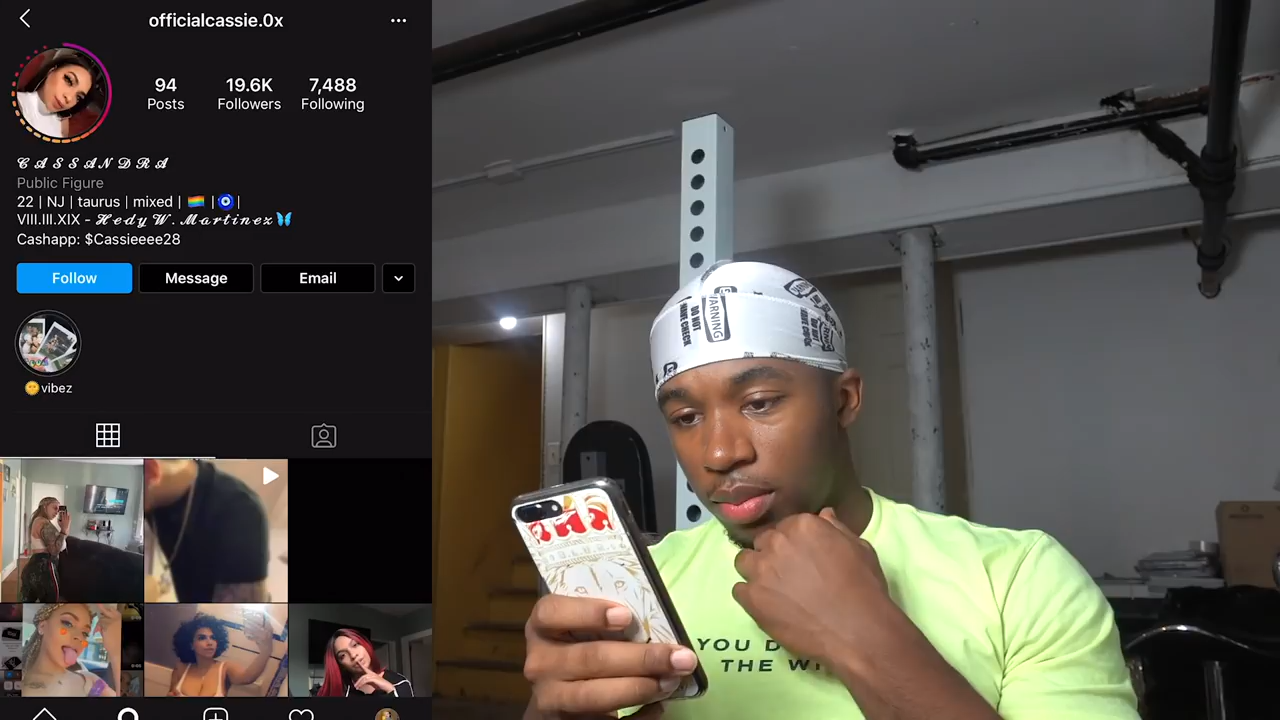 officialcassie.0x
94
Posts
19.6K
Followers
7,488
Following
𝒞 𝒜 𝒮 𝒮 𝒜 𝒩 𝒟 ℛ 𝒜
Public Figure
22 | NJ | taurus | mixed | 🏳️‍🌈 |🧿|
VIII.III.XIX - 𝓗𝓮𝓭𝔂 𝓦. 𝓜𝓪𝓻𝓽𝓲𝓷𝓮𝔃🦋
Cashapp: $Cassieeee28
Follow
Message
Email
🌝vibez
WARNING
DO NOT
YOU D
THE W